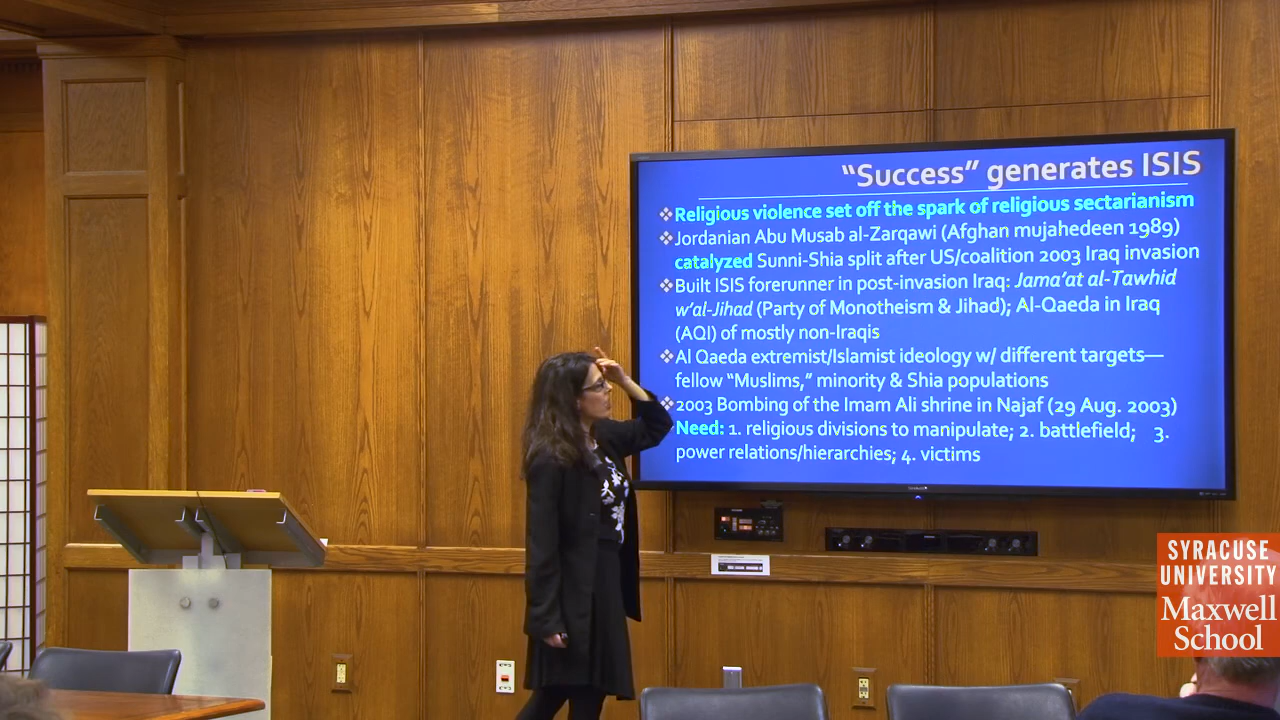 “Success” generates ISIS
❖Religious violence set off the spark of religious sectarianism
❖Jordanian Abu Musab al-Zarqawi (Afghan mujahedeen 1989)
catalyzed Sunni-Shia split after US/coalition 2003 Iraq invasion
❖Built ISIS forerunner in post-invasion Iraq: Jama’at al-Tawhid
w’al-Jihad (Party of Monotheism & Jihad); Al-Qaeda in Iraq
(AQI) of mostly non-Iraqis
❖Al Qaeda extremist/Islamist ideology w/ different targets—
fellow “Muslims,” minority & Shia populations
❖2003 Bombing of the Imam Ali shrine in Najaf (29 Aug. 2003)
Need: 1. religious divisions to manipulate; 2. battlefield; 3.
power relations/hierarchies; 4. victims
SYRACUSE
UNIVERSITY
Maxwell
School